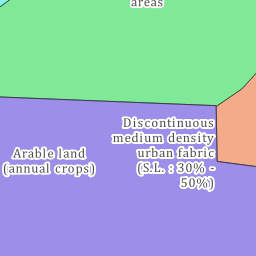 areas
Discontinuous
medium density
urban fabric
(S.L. : 30% -
50%)
Arable land
(annual crops)